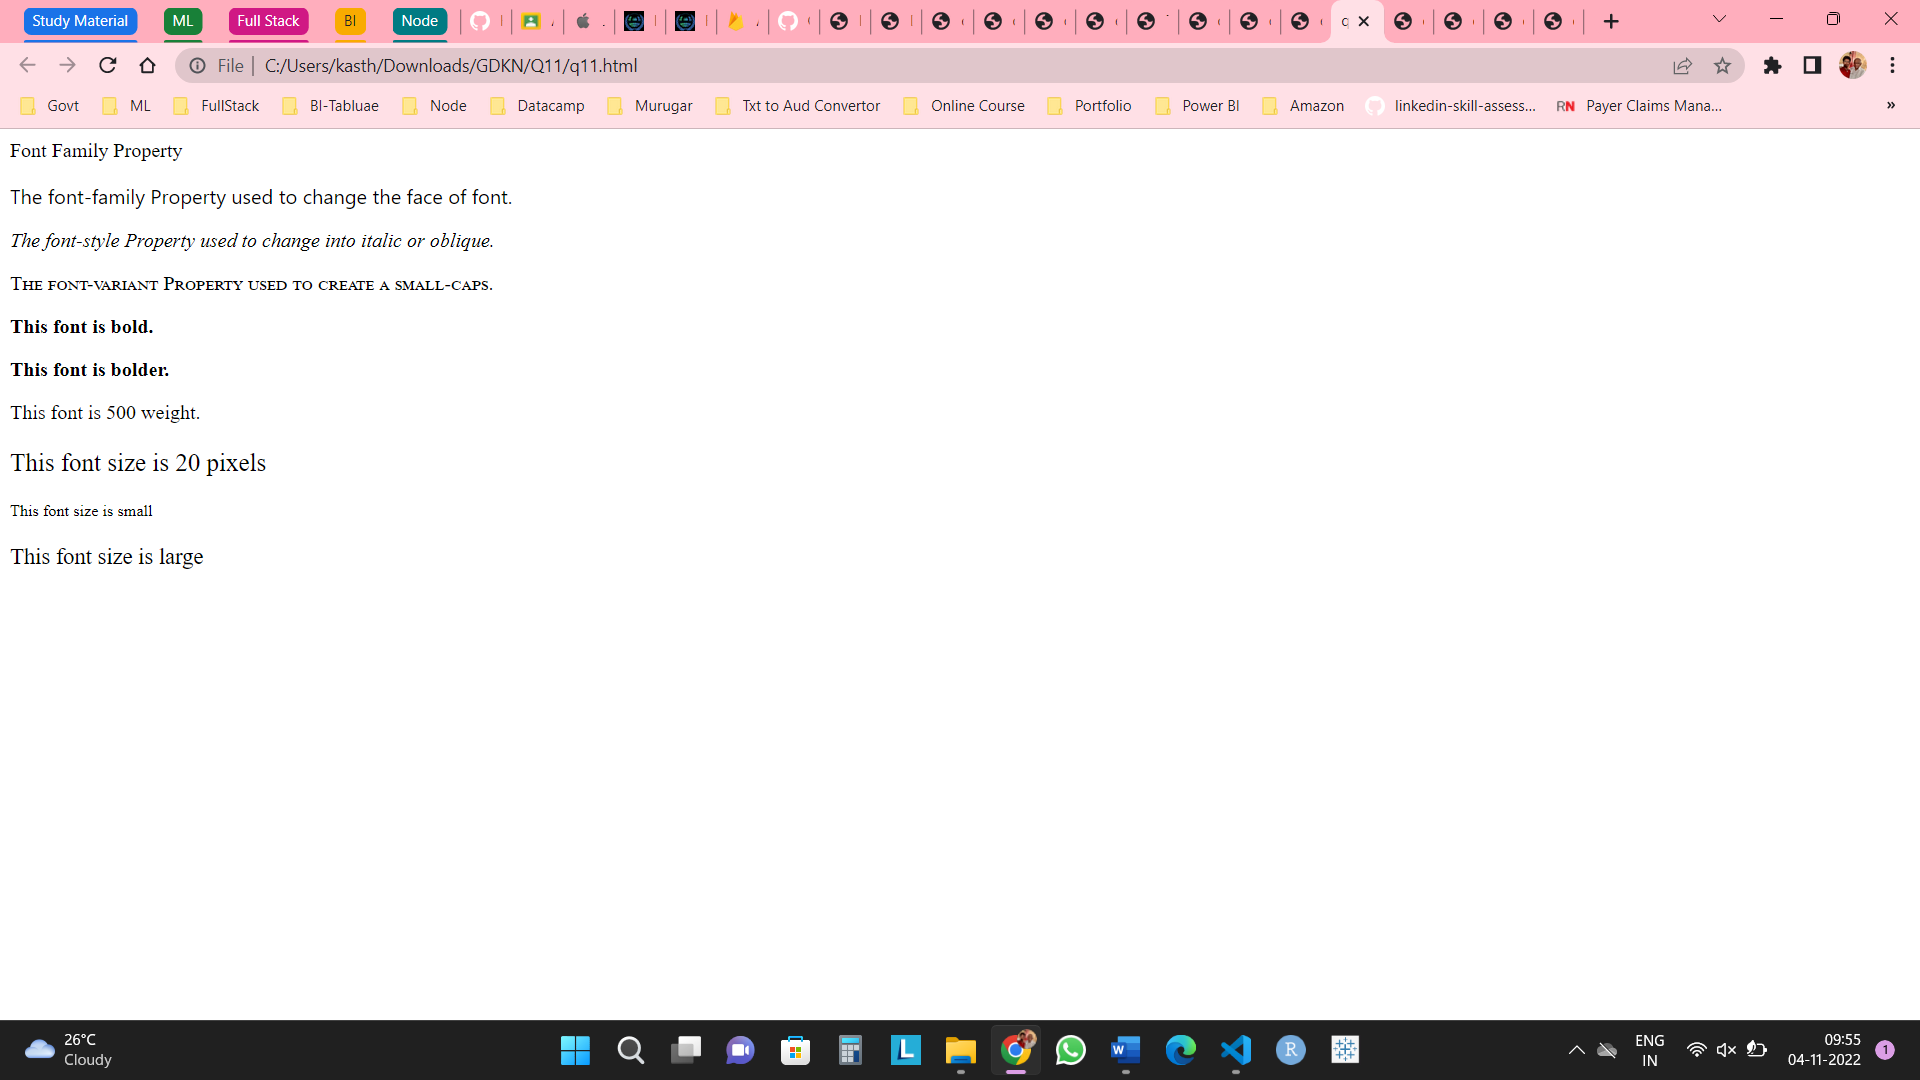 Study Material ML Full Stack BI Node
File C:/Users/kasth/Downloads/GDKN/Q11/q11.html
Govt ML FullStack BI-Tabluae Node Datacamp Murugar Txt to Aud Convertor Online Course Portfolio Power BI Amazon linkedin-skill-assess... RN Payer Claims Mana... »
Font Family Property
The font-family Property used to change the face of font.
The font-style Property used to change into italic or oblique.
The font-variant Property used to create a small-caps.
This font is bold.
This font is bolder.
This font is 500 weight.
This font size is 20 pixels
This font size is small
This font size is large
26°C
Cloudy
L
W
R
ENG
IN
09:55
04-11-2022
1